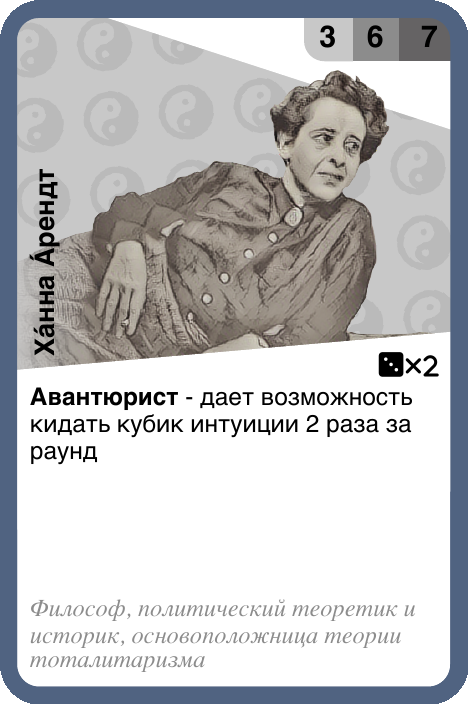 3 6 7
Ха́нна А́рендт
×2
Авантюрист - дает возможность
кидать кубик интуиции 2 раза за
раунд
Философ, политический теоретик и
историк, основоположница теории
тоталитаризма